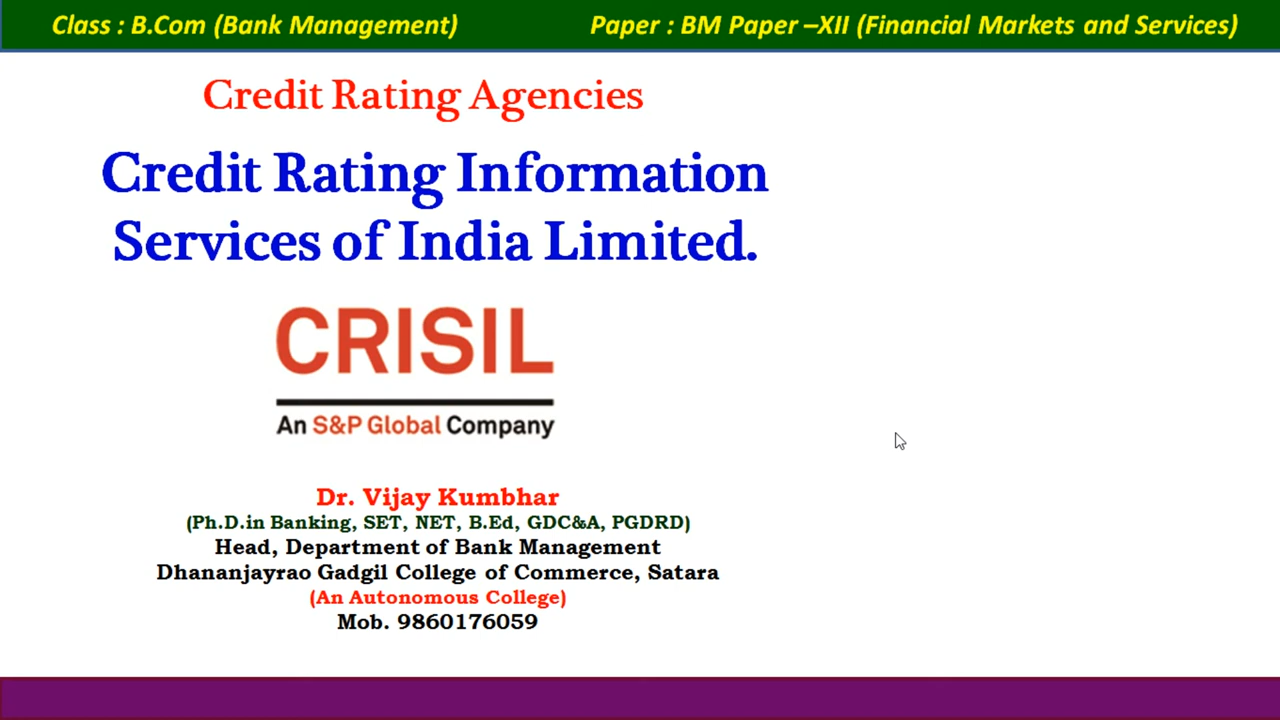 Class : B.Com (Bank Management) Paper : BM Paper –XII (Financial Markets and Services)
Credit Rating Agencies
Credit Rating Information
Services of India Limited.
CRISIL
An S&P Global Company
Dr. Vijay Kumbhar
(Ph.D.in Banking, SET, NET, B.Ed, GDC&A, PGDRD)
Head, Department of Bank Management
Dhananjayrao Gadgil College of Commerce, Satara
(An Autonomous College)
Mob. 9860176059